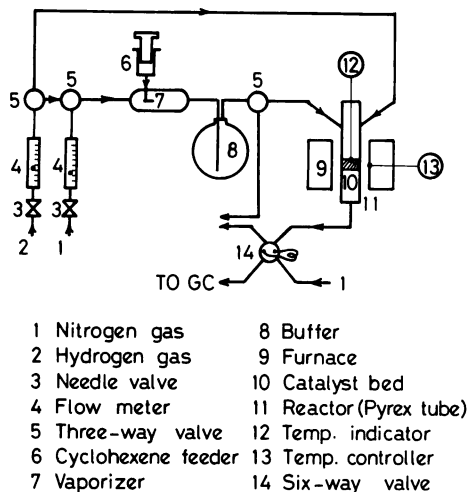 12
6
5
5
5
5
7
4
4
8
9
10
13
11
3
3
2
1
14
TO GC
1
1 Nitrogen gas
2 Hydrogen gas
3 Needle valve
4 Flow meter
5 Three-way valve
6 Cyclohexene feeder
7 Vaporizer
8 Buffer
9 Furnace
10 Catalyst bed
11 Reactor (Pyrex tube)
12 Temp. indicator
13 Temp. controller
14 Six-way valve